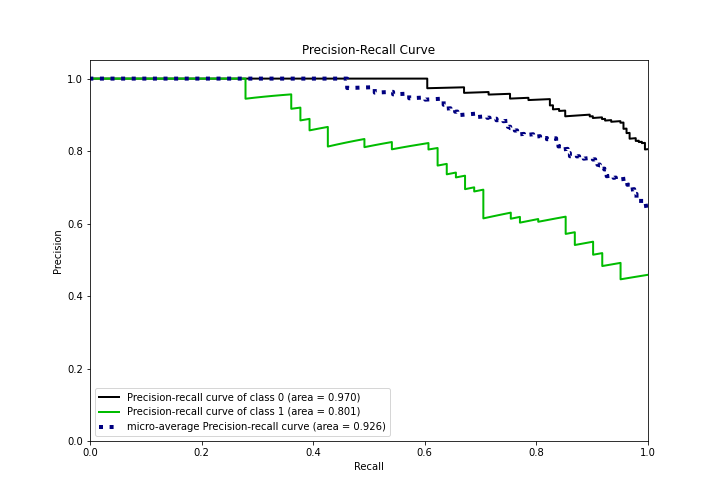 Precision-Recall Curve
1.0
0.8
0.6
0.4
0.2
0.0
Precision
Precision-recall curve of class 0 (area = 0.970)
Precision-recall curve of class 1 (area = 0.801)
micro-average Precision-recall curve (area = 0.926)
0.0 0.2 0.4 0.6 0.8 1.0
Recall